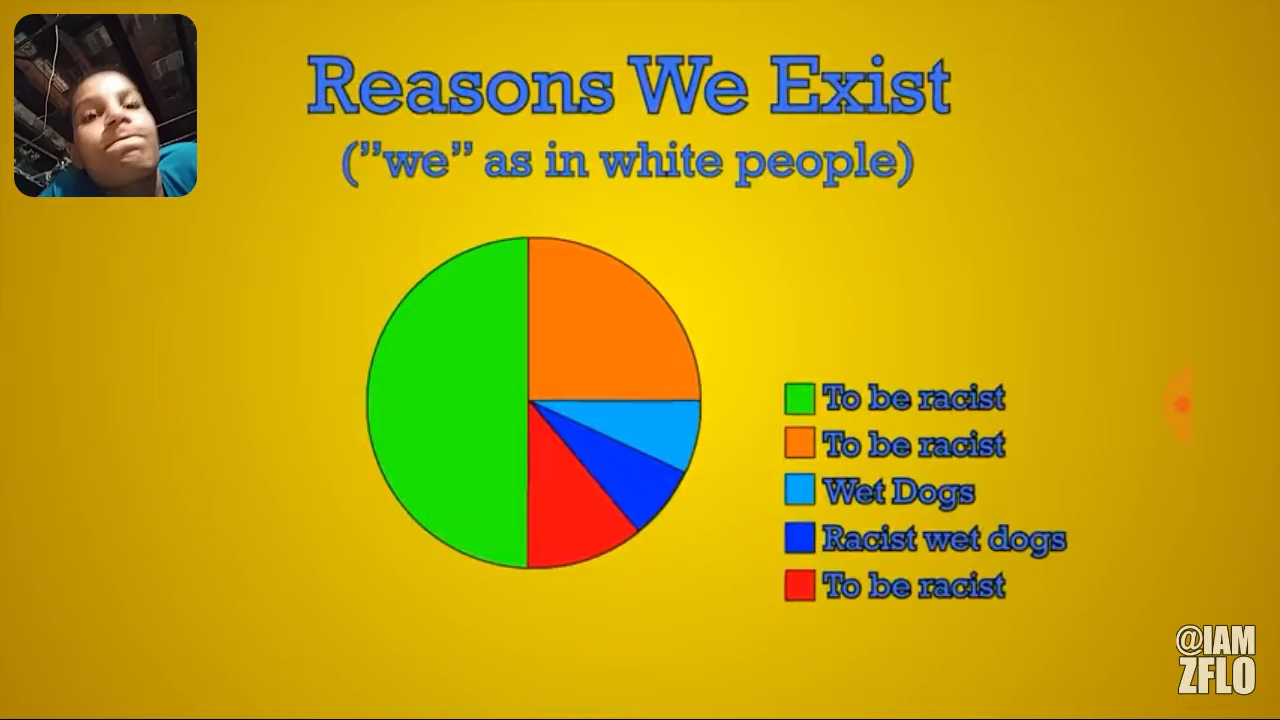 Reasons We Exist
(”we” as in white people)
To be racist
To be racist
Wet Dogs
Racist wet dogs
To be racist
@IAM
ZFLO